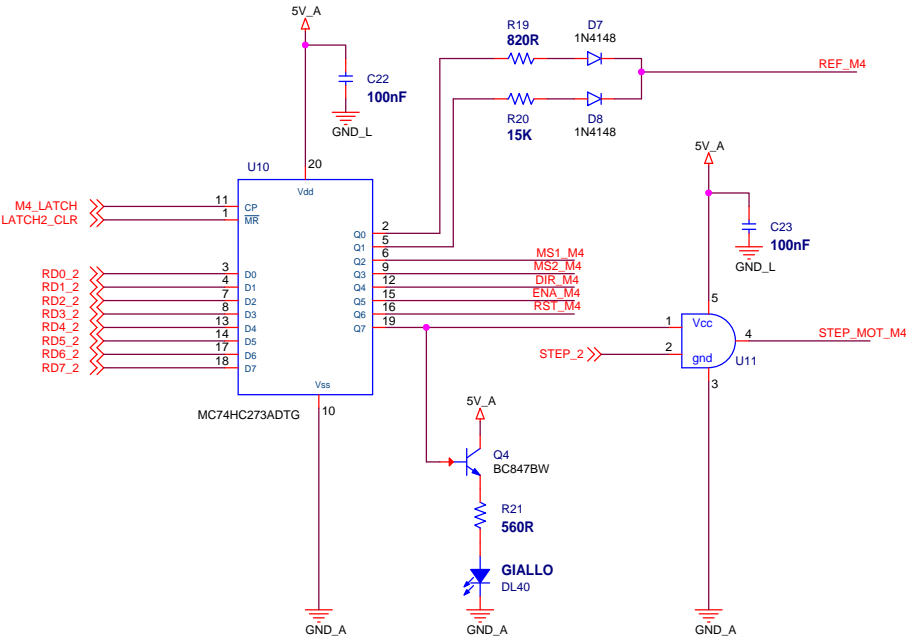 5V_A
R19
820R
D7
1N4148
REF_M4
C22
100nF
GND_L
R20
15K
D8
1N4148
5V_A
U10
20
Vdd
M4_LATCH
11
CP
LATCH2_CLR
1
MR
C23
100nF
GND_L
Q0
2
Q1
5
Q2
6
MS1_M4
Q3
9
MS2_M4
Q4
12
DIR_M4
Q5
15
ENA_M4
Q6
16
RST_M4
Q7
19
RD0_2
3
D0
RD1_2
4
D1
RD2_2
7
D2
RD3_2
8
D3
RD4_2
13
D4
RD5_2
14
D5
RD6_2
17
D6
RD7_2
18
D7
5
1
Vcc
4
STEP_MOT_M4
STEP_2
2
gnd
U11
3
Vss
10
MC74HC273ADTG
5V_A
Q4
BC847BW
R21
560R
GIALLO
DL40
GND_A
GND_A
GND_A